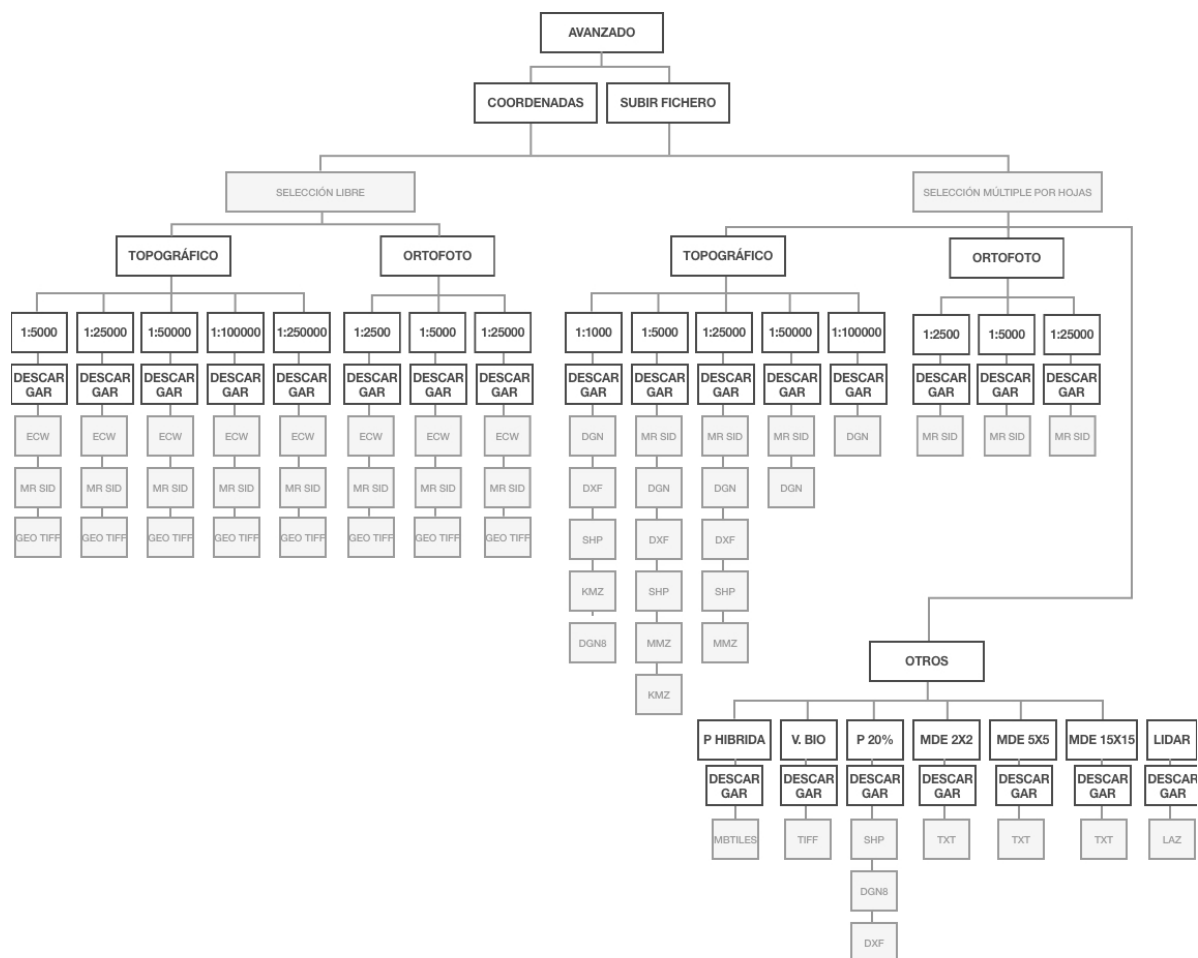 AVANZADO
COORDENADAS
SUBIR FICHERO
SELECCIÓN LIBRE
SELECCIÓN MÚLTIPLE POR HOJAS
TOPOGRÁFICO
ORTOFOTO
TOPOGRÁFICO
ORTOFOTO
1:5000
1:25000
1:50000
1:100000
1:250000
1:2500
1:5000
1:25000
1:1000
1:5000
1:25000
1:50000
1:100000
1:2500
1:5000
1:25000
DESCAR
GAR
DESCAR
GAR
DESCAR
GAR
DESCAR
GAR
DESCAR
GAR
DESCAR
GAR
DESCAR
GAR
DESCAR
GAR
DESCAR
GAR
DESCAR
GAR
DESCAR
GAR
DESCAR
GAR
DESCAR
GAR
DESCAR
GAR
DESCAR
GAR
DESCAR
GAR
ECW
ECW
ECW
ECW
ECW
ECW
ECW
ECW
DGN
MR SID
MR SID
MR SID
DGN
MR SID
MR SID
MR SID
MR SID
MR SID
MR SID
MR SID
MR SID
MR SID
MR SID
MR SID
DXF
DGN
DGN
DGN
GEO TIFF
GEO TIFF
GEO TIFF
GEO TIFF
GEO TIFF
GEO TIFF
GEO TIFF
GEO TIFF
SHP
DXF
DXF
KMZ
SHP
SHP
DGN8
MMZ
MMZ
KMZ
OTROS
P HIBRIDA
V. BIO
P 20%
MDE 2X2
MDE 5X5
MDE 15X15
LIDAR
DESCAR
GAR
DESCAR
GAR
DESCAR
GAR
DESCAR
GAR
DESCAR
GAR
DESCAR
GAR
DESCAR
GAR
MBTILES
TIFF
SHP
TXT
TXT
TXT
LAZ
DGN8
DXF